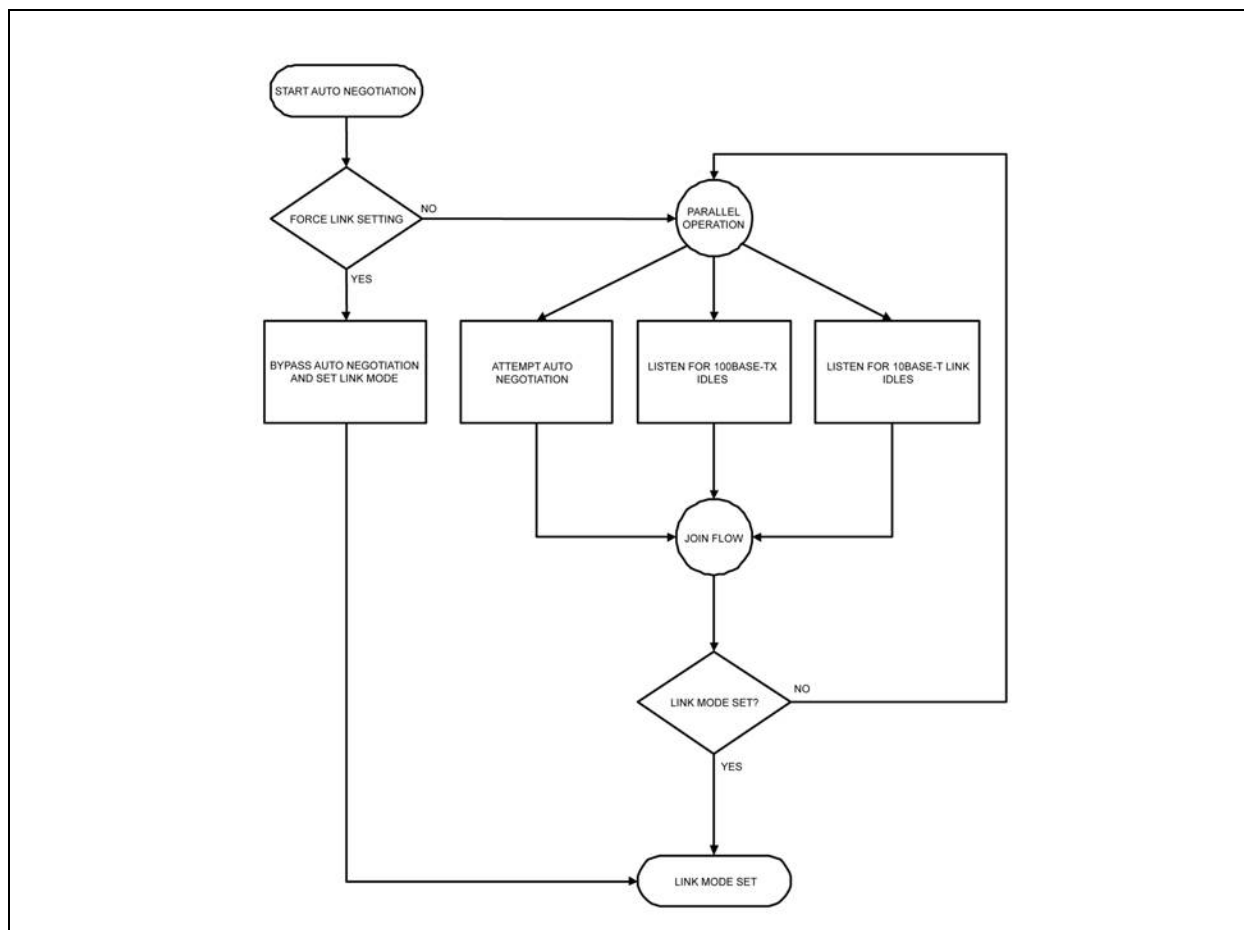 START AUTO NEGOTIATION
FORCE LINK SETTING
NO
PARALLEL
OPERATION
YES
BYPASS AUTO NEGOTIATION
AND SET LINK MODE
ATTEMPT AUTO
NEGOTIATION
LISTEN FOR 100BASE-TX
IDLES
LISTEN FOR 10BASE-T LINK
IDLES
JOIN FLOW
LINK MODE SET?
NO
YES
LINK MODE SET